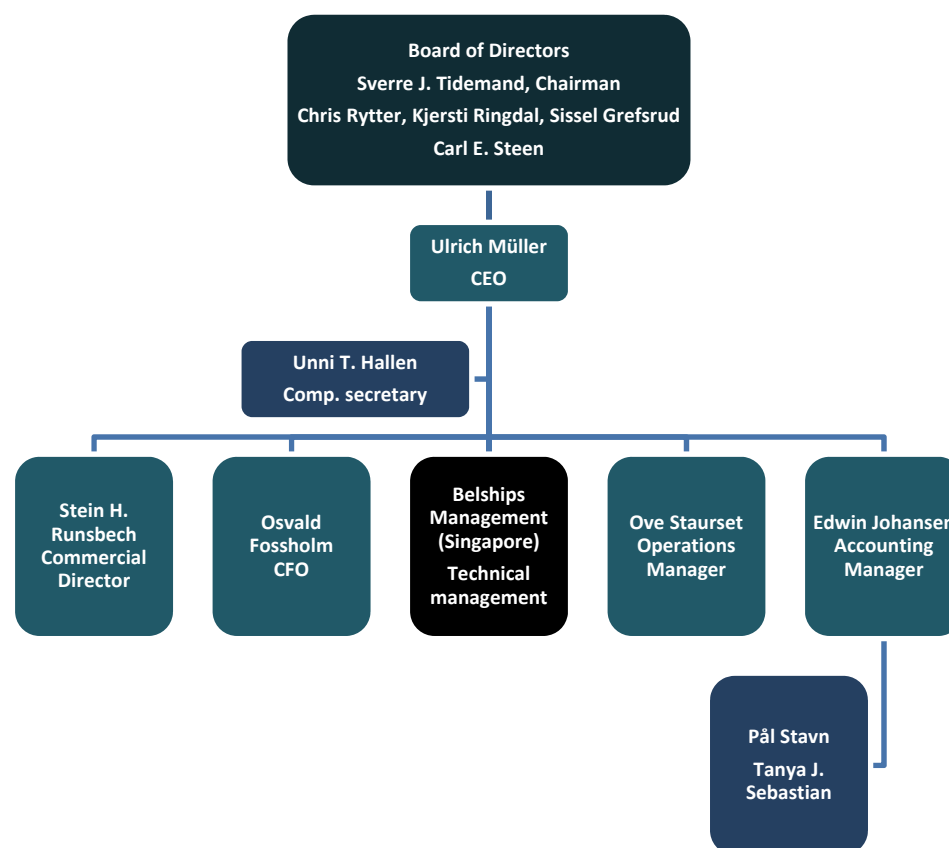 Board of Directors
Sverre J. Tidemand, Chairman
Chris Rytter, Kjersti Ringdal, Sissel Grefsrud
Carl E. Steen
Ulrich Müller
CEO
Unni T. Hallen
Comp. secretary
Stein H.
Runsbech
Commercial
Director
Osvald
Fossholm
CFO
Belships
Management
(Singapore)
Technical
management
Ove Staurset
Operations
Manager
Edwin Johansen
Accounting
Manager
Pål Stavn
Tanya J.
Sebastian